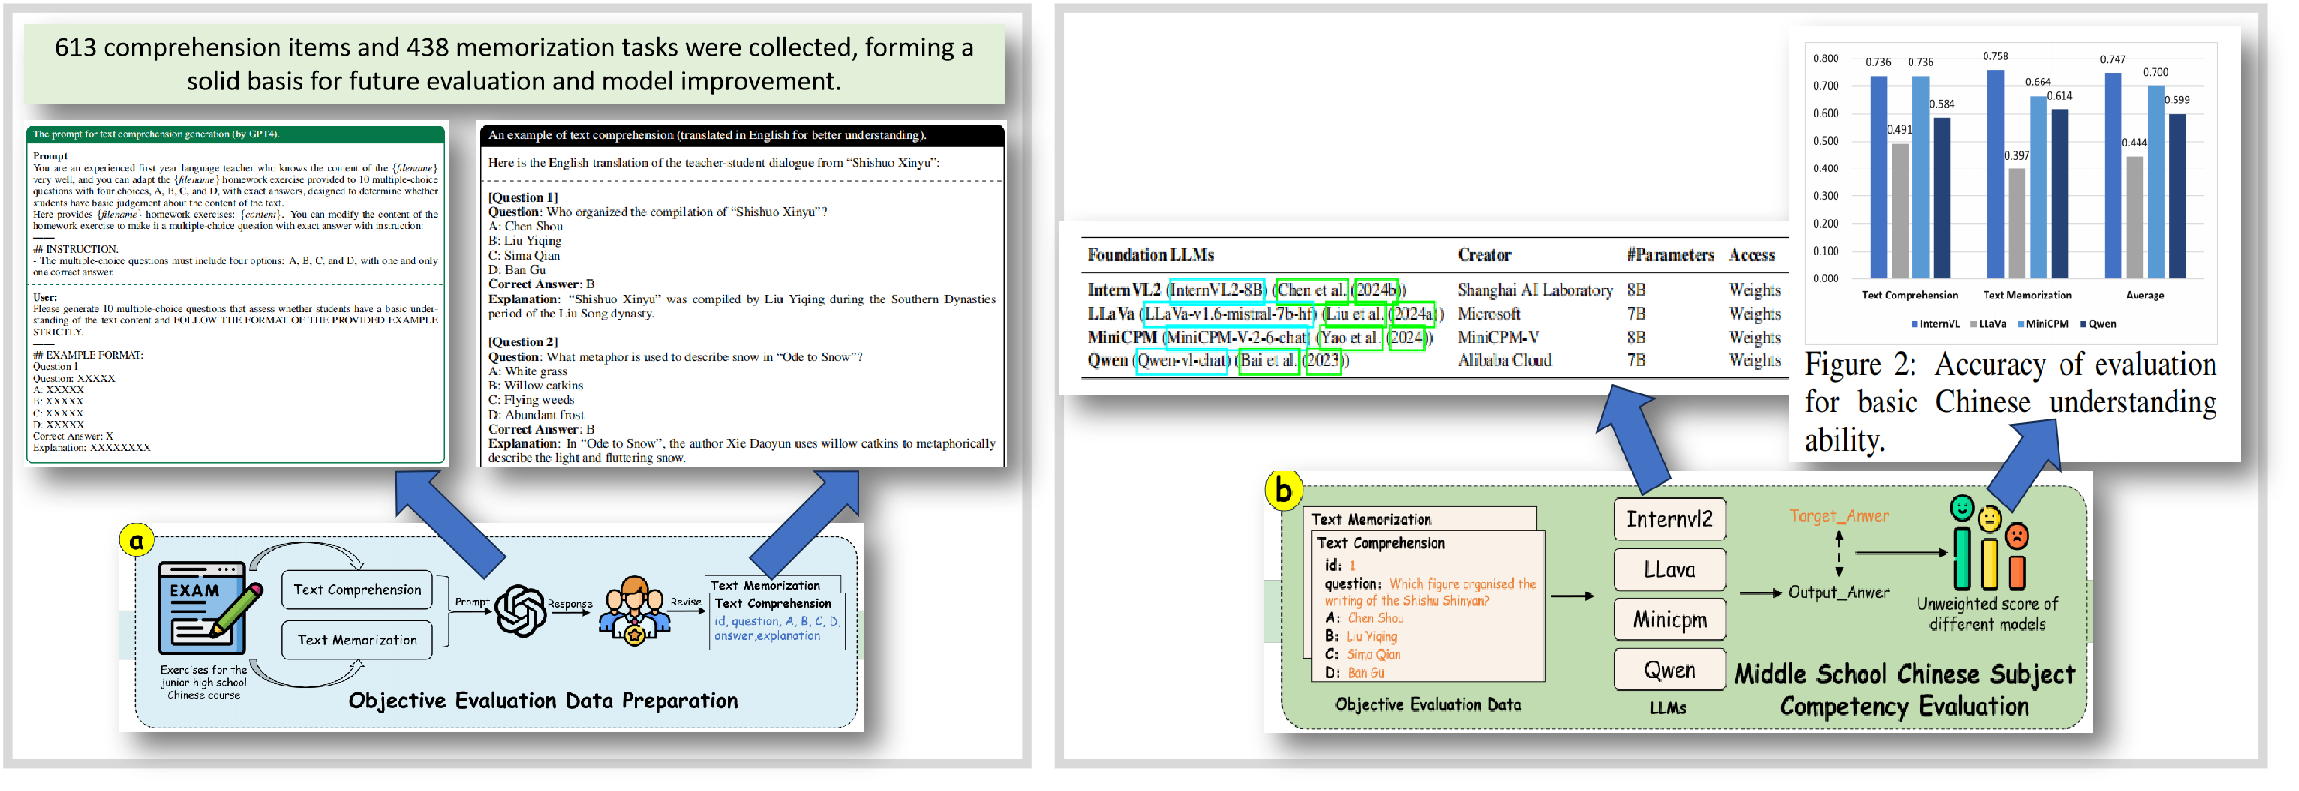 613 comprehension items and 438 memorization tasks were collected, forming a
solid basis for future evaluation and model improvement.
The prompt for text comprehension generation (by GPT4).
Prompt
You are an experienced first year language teacher who knows the content of the {filename}
very well, and you can adapt the {filename} homework exercise provided to 10 multiple-choice
questions with four choices, A, B, C, and D, with exact answers, designed to determine whether
students have basic judgement about the content of the text.
Here provides {filename} homework exercises: {content}. You can modify the content of the
homework exercise to make it a multiple-choice question with exact answer with instruction:
## INSTRUCTION:
- The multiple-choice questions must include four options: A, B, C, and D, with one and only
one correct answer.
User:
Please generate 10 multiple-choice questions that assess whether students have a basic under-
standing of the text content and FOLLOW THE FORMAT OF THE PROVIDED EXAMPLE
STRICTLY.
## EXAMPLE FORMAT:
Question 1
Question: XXXXX
A: XXXXX
B: XXXXX
C: XXXXX
D: XXXXX
Correct Answer: X
Explanation: XXXXXXXX
An example of text comprehension (translated in English for better understanding).
Here is the English translation of the teacher-student dialogue from “Shishuo Xinyu”:
[Question 1]
Question: Who organized the compilation of “Shishuo Xinyu”?
A: Chen Shou
B: Liu Yiqing
C: Sima Qian
D: Ban Gu
Correct Answer: B
Explanation: “Shishuo Xinyu” was compiled by Liu Yiqing during the Southern Dynasties
period of the Liu Song dynasty.
[Question 2]
Question: What metaphor is used to describe snow in “Ode to Snow”?
A: White grass
B: Willow catkins
C: Flying weeds
D: Abundant frost
Correct Answer: B
Explanation: In “Ode to Snow”, the author Xie Daoyun uses willow catkins to metaphorically
describe the light and fluttering snow.
a
EXAM
Exercises for the
junior high school
Chinese course
Text Comprehension
Text Memorization
Prompt
Response
Revise
Text Memorization
Text Comprehension
id, question, A, B, C, D,
answer,explanation
Objective Evaluation Data Preparation
Foundation LLMs Creator #Parameters Access
InternVL2 (InternVL2-8B) (Chen et al. (2024b)) Shanghai AI Laboratory 8B Weights
LLaVa (LLaVa-v1.6-mistral-7b-hf) (Liu et al. (2024a)) Microsoft 7B Weights
MiniCPM (MiniCPM-V-2-6-chat) (Yao et al. (2024)) MiniCPM-V 8B Weights
Qwen (Qwen-vl-chat) (Bai et al. (2023)) Alibaba Cloud 7B Weights
0.800
0.700
0.600
0.500
0.400
0.300
0.200
0.100
0.000
0.736
0.491
0.736
0.584
0.758
0.397
0.664
0.614
0.747
0.444
0.700
0.599
Text Comprehension
Text Memorization
Average
InternVL LLaVa MiniCPM Qwen
Figure 2: Accuracy of evaluation
for basic Chinese understanding
ability.
b
Text Memorization
Text Comprehension
id: 1
question: Which figure organised the
writing of the Shishu Shinyan?
A: Chen Shou
B: Liu Yiqing
C: Sima Qian
D: Ban Gu
Objective Evaluation Data
Internvl2
LLava
Minicpm
Qwen
LLMs
Target_Anwer
Output_Anwer
Unweighted score of
different models
Middle School Chinese Subject
Competency Evaluation